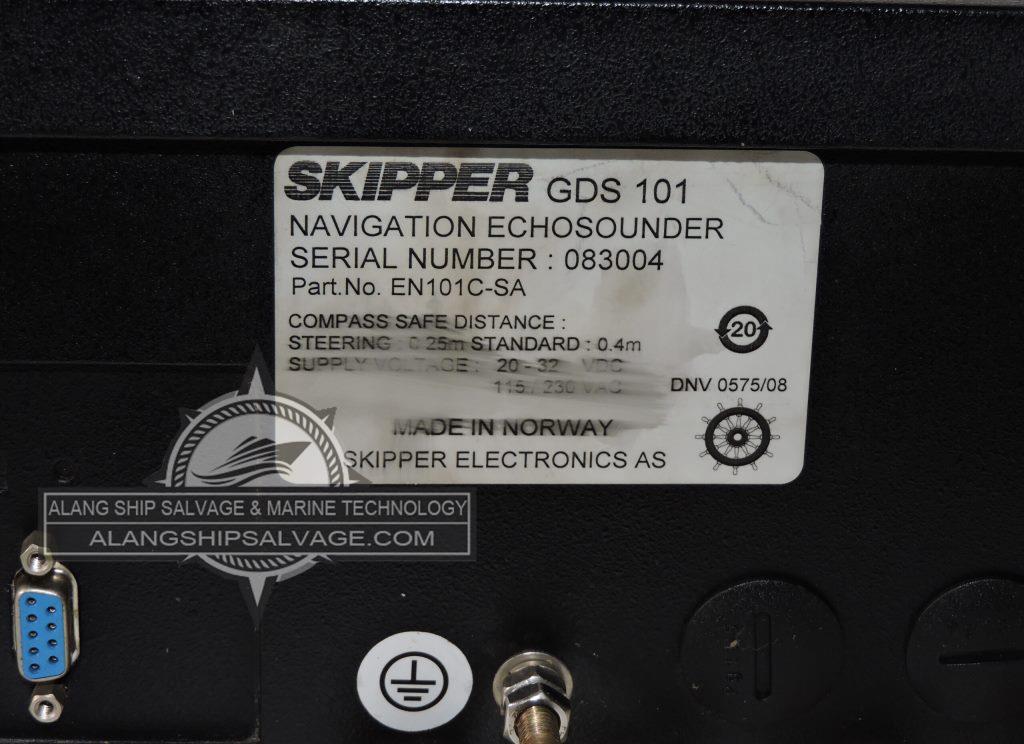 SKIPPER GDS 101
NAVIGATION ECHOSOUNDER
SERIAL NUMBER : 083004
Part.No. EN101C-SA
COMPASS SAFE DISTANCE :
STEERING : 0.25m STANDARD : 0.4m
SUPPLY VOLTAGE : 20 - 32 VDC
115 / 230 VAC
20
DNV 0575/08
MADE IN NORWAY
SKIPPER ELECTRONICS AS
ALANG SHIP SALVAGE & MARINE TECHNOLOGY
ALANGSHIPSALVAGE.COM